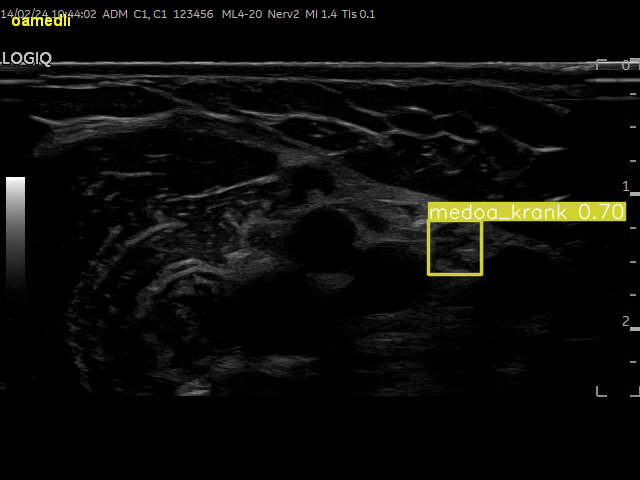 14/02/24 10:44:02 ADM C1, C1 123456 ML4-20 Nerv2 MI 1.4 TIs 0.1
oamedli
LOGIQ
0
1
medoa_krank 0.70
2